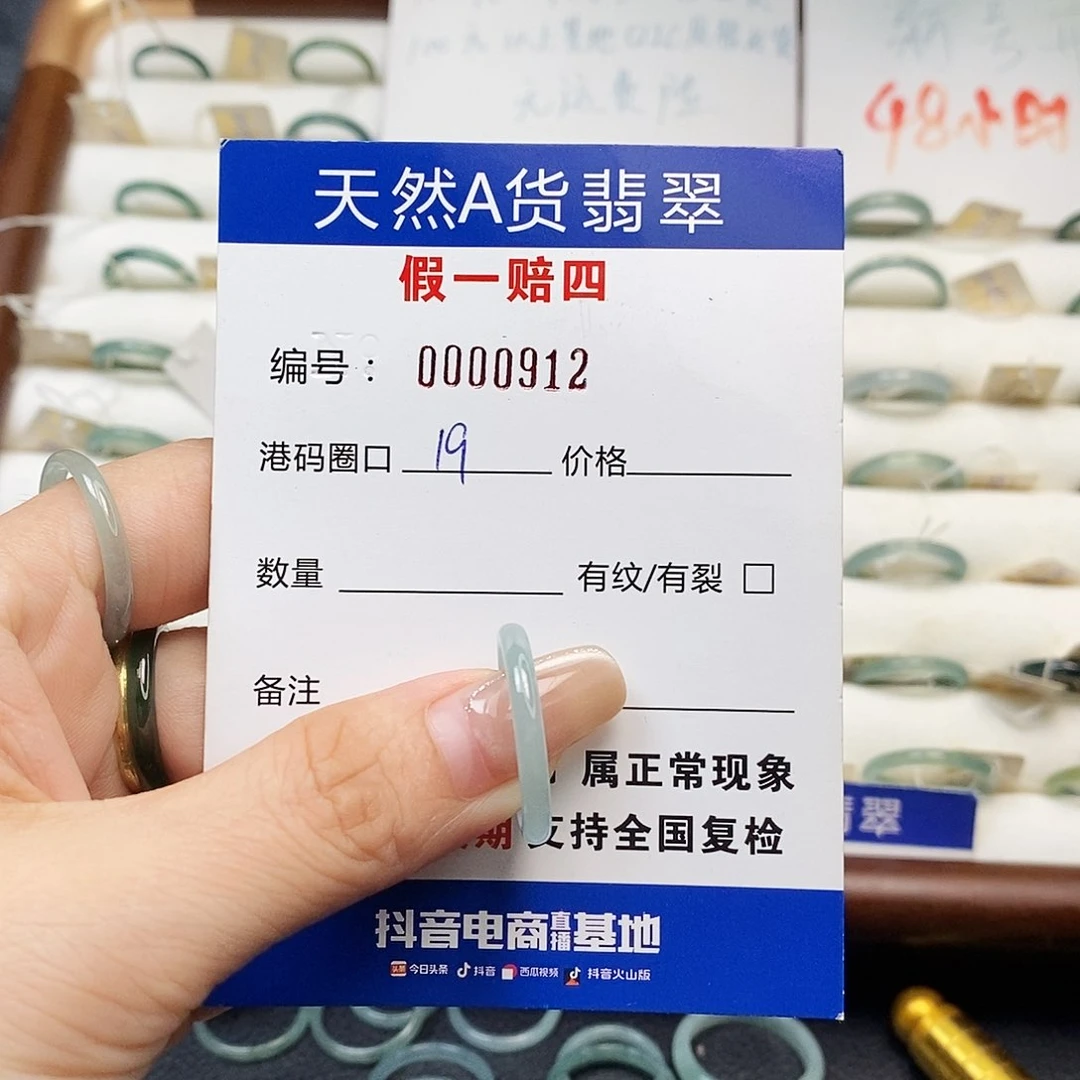 48小时
天然A货翡翠
假一赔四
编号： 0000912
港码圈口 19 价格
数量 有纹/有裂 □
备注
属正常现象
期 支持全国复检
翡翠
抖音电商直播基地
头条 今日头条 抖音 西瓜视频 抖音火山版